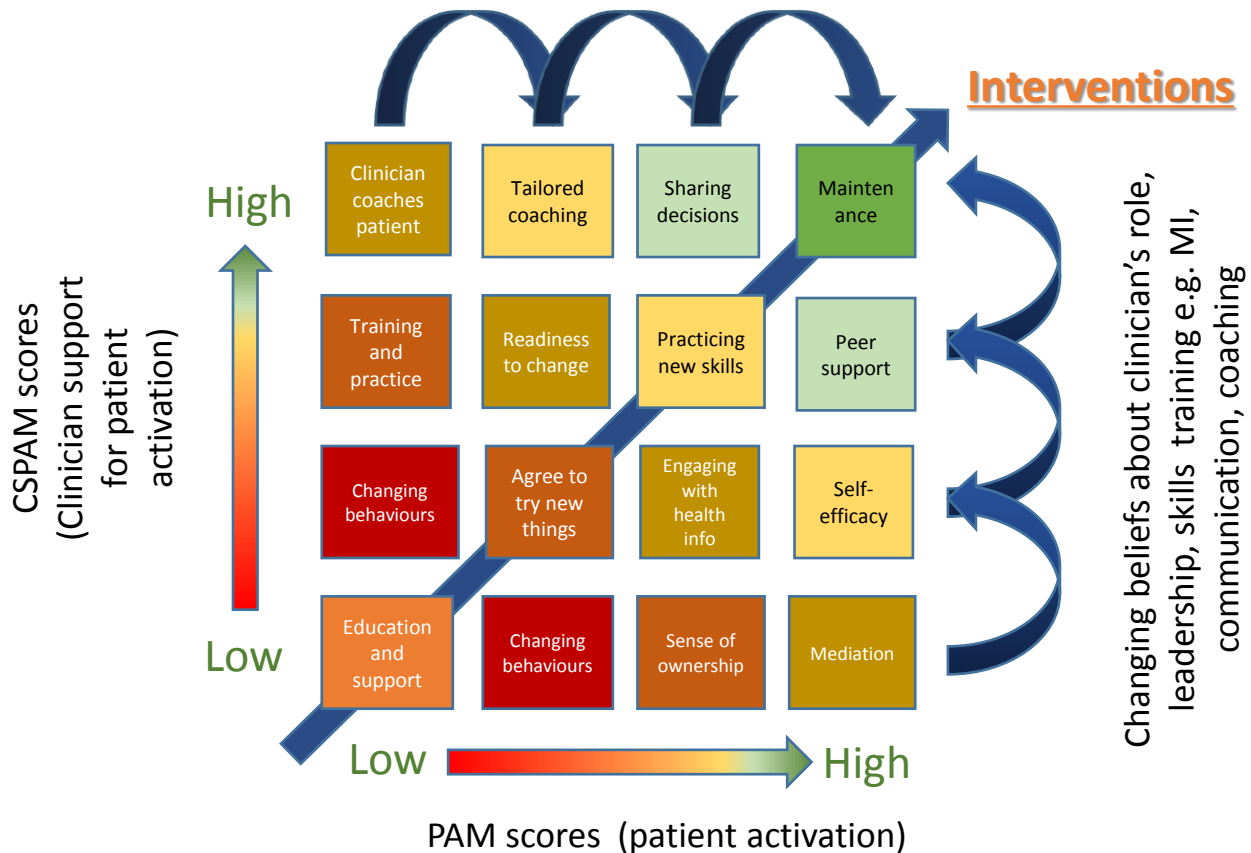 Interventions
High
Clinician
coaches
patient
Tailored
coaching
Sharing
decisions
Mainten
ance
Training
and
practice
Readiness
to change
Practicing
new skills
Peer
support
Changing
behaviours
Agree to
try new
things
Engaging
with
health
info
Self-
efficacy
Low
Education
and
support
Changing
behaviours
Sense of
ownership
Mediation
CSPAM scores
(Clinician support
for patient
activation)
Changing beliefs about clinician’s role,
leadership, skills training e.g. MI,
communication, coaching
Low
High
PAM scores (patient activation)